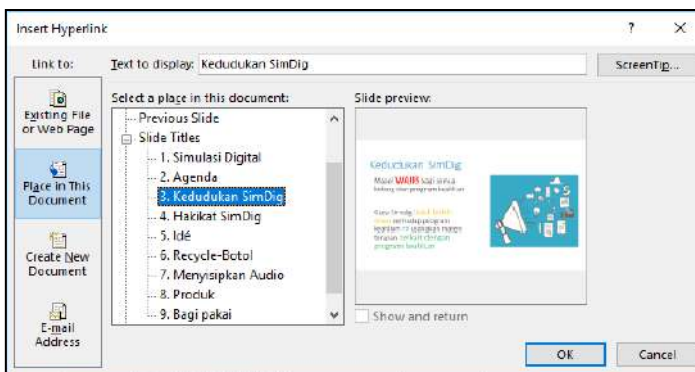 Insert Hyperlink
? ×
Link to:
Text to display: Kedudukan SimDig
ScreenTip...
Existing File
or Web Page
Place in This
Document
Create New
Document
E-mail
Address
Select a place in this document:
Previous Slide
Slide Titles
1. Simulasi Digital
2. Agenda
3. Kedudukan SimDig
4. Hakikat SimDig
5. Idé
6. Recycle-Botol
7. Menyisipkan Audio
8. Produk
9. Bagi pakai
Slide preview:
Kedudukan SimDig
WAJIB bagi semua
Show and return
OK
Cancel